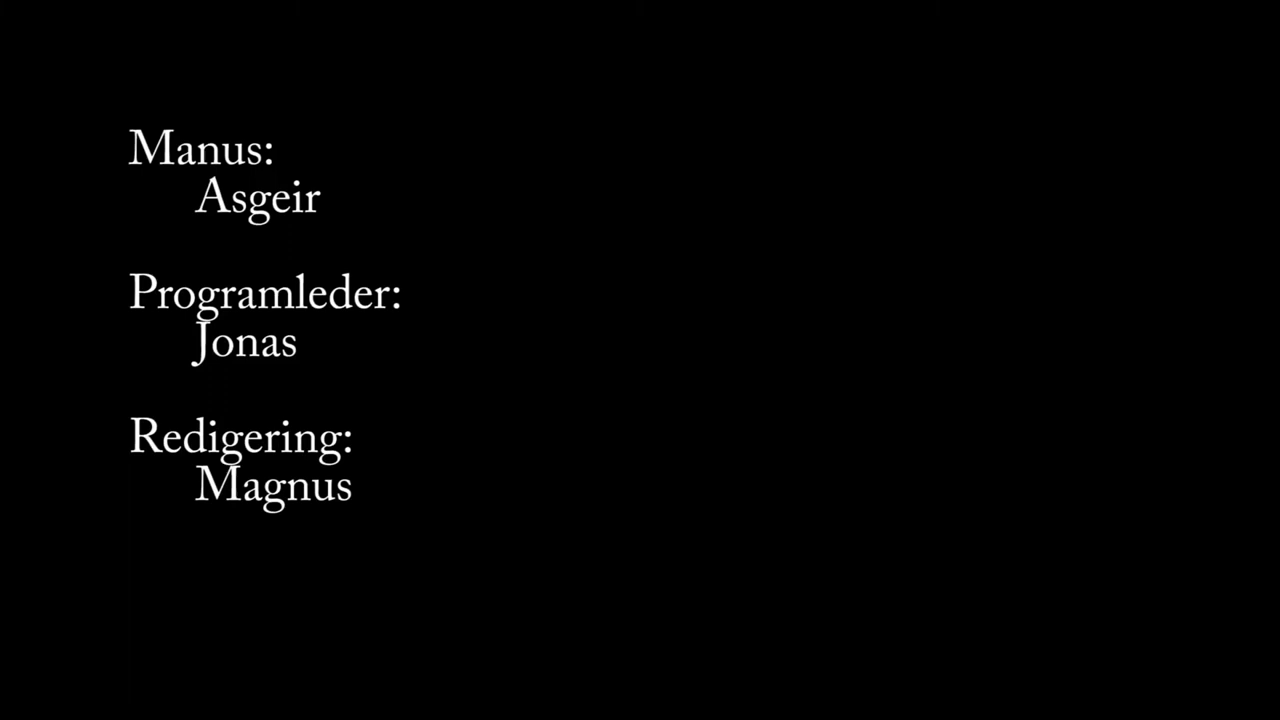 Manus:
Asgeir
Programleder:
Jonas
Redigering:
Magnus